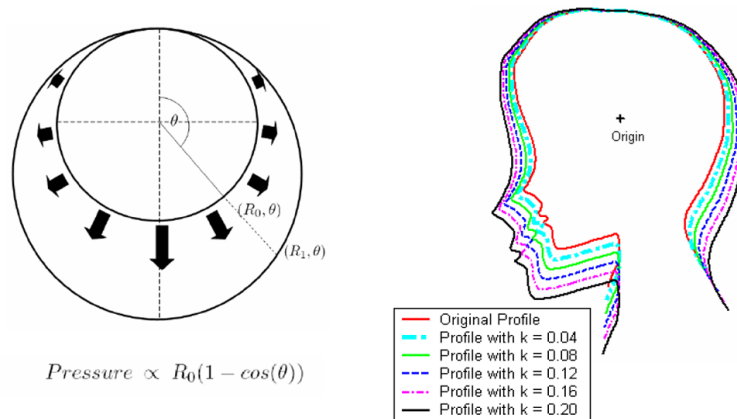 θ
(R₀, θ)
(R₁, θ)
Pressure ∝ R₀(1 − cos(θ))
+
Origin
Original Profile
Profile with k = 0.04
Profile with k = 0.08
Profile with k = 0.12
Profile with k = 0.16
Profile with k = 0.20